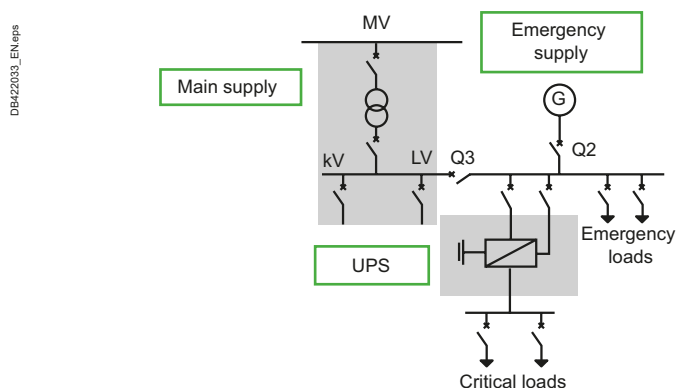 DB422033_EN.eps
MV
Emergency
supply
Main supply
G
kV
LV
Q3
Q2
Emergency
loads
UPS
Critical loads